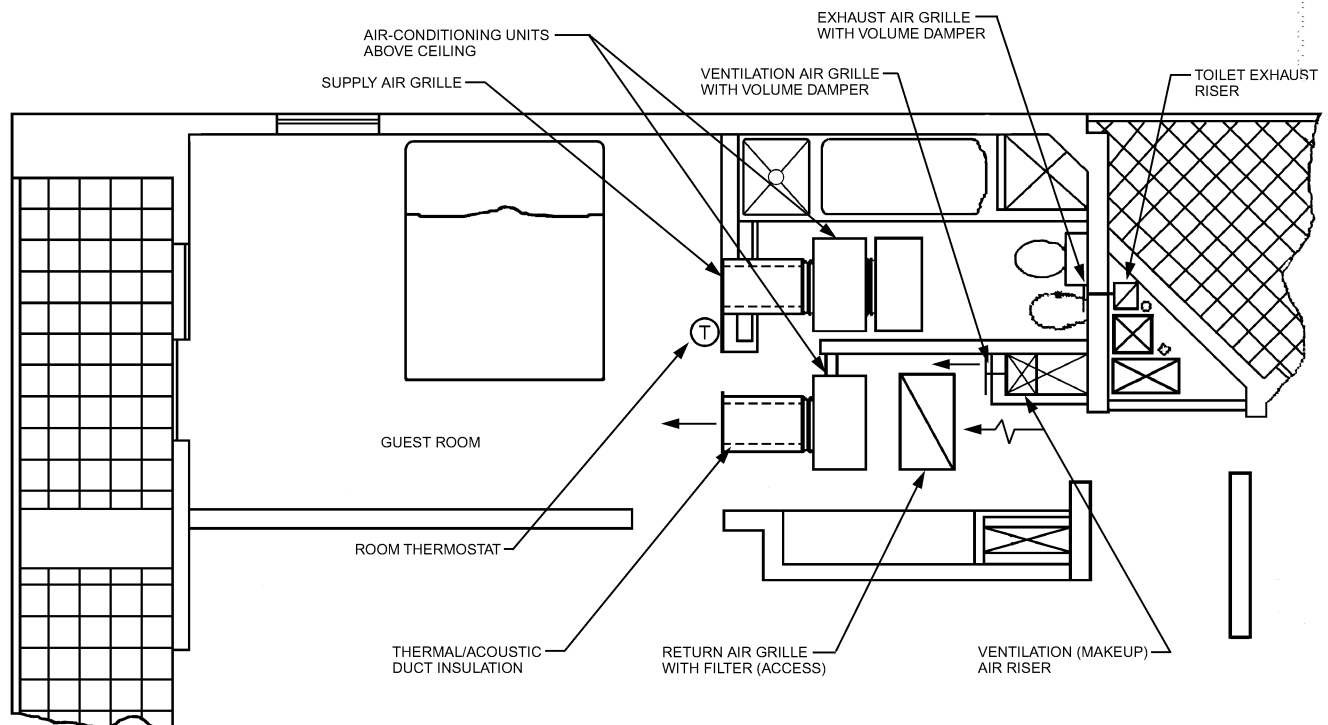 EXHAUST AIR GRILLE
WITH VOLUME DAMPER
AIR-CONDITIONING UNITS
ABOVE CEILING
SUPPLY AIR GRILLE
VENTILATION AIR GRILLE
WITH VOLUME DAMPER
TOILET EXHAUST
RISER
T
GUEST ROOM
ROOM THERMOSTAT
THERMAL/ACOUSTIC
DUCT INSULATION
RETURN AIR GRILLE
WITH FILTER (ACCESS)
VENTILATION (MAKEUP)
AIR RISER